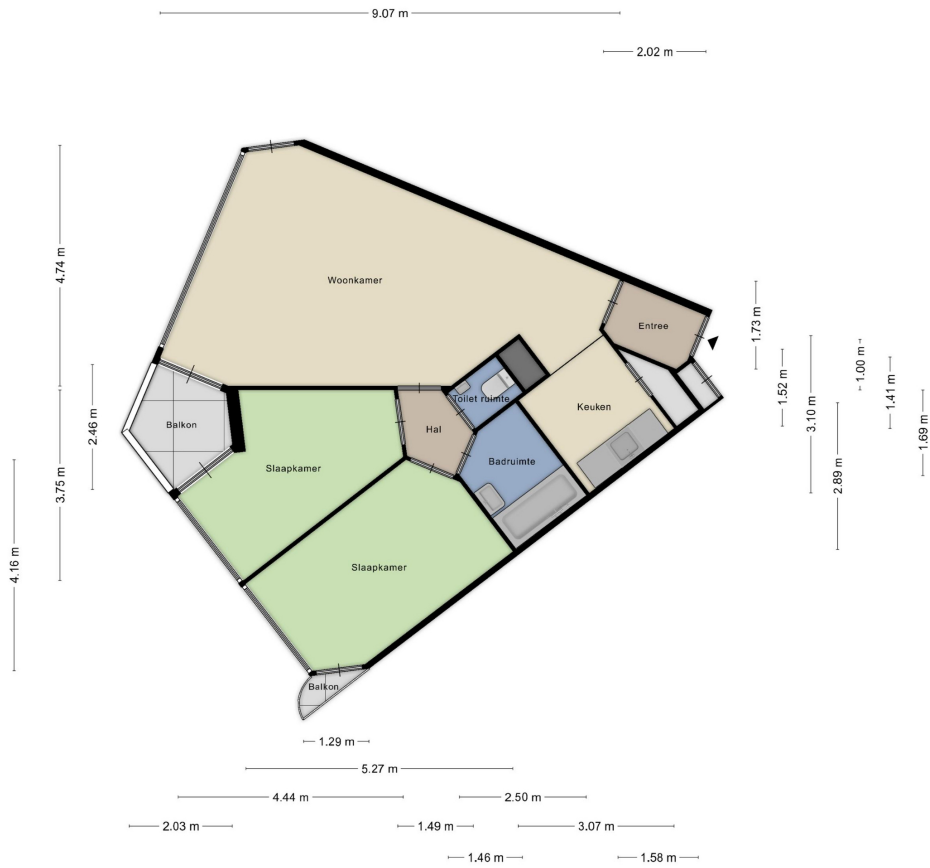 9.07 m
2.02 m
4.74 m
Woonkamer
1.73 m
Entree
1.00 m
1.52 m
1.41 m
3.10 m
Toilet ruimte
Keuken
1.69 m
2.46 m
Balkon
Hal
Badruimte
Slaapkamer
3.75 m
2.89 m
4.16 m
Slaapkamer
Balkon
1.29 m
5.27 m
4.44 m
2.50 m
2.03 m
1.49 m
3.07 m
1.46 m
1.58 m